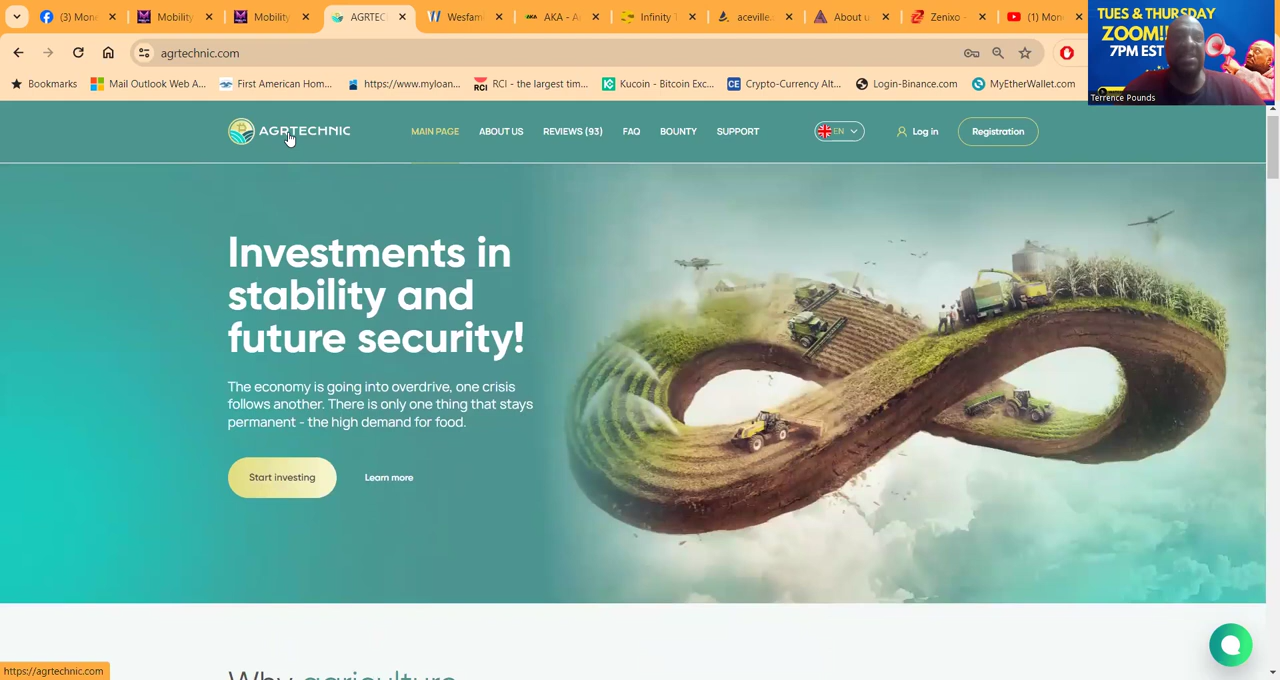 (3) Mone
Mobility
Mobility
AGRTEC
Wesfam
AKA - A
Infinity
aceville.
About u
Zenixo
(1) Mon
agrtechnic.com
Bookmarks
Mail Outlook Web A...
First American Hom...
https://www.myloan...
RCI - the largest tim...
Kucoin - Bitcoin Exc...
Crypto-Currency Alt...
Login-Binance.com
MyEtherWallet.com
TUES & THURSDAY
ZOOM!!
7PM EST
Terrence Pounds
AGRTECHNIC
MAIN PAGE
ABOUT US
REVIEWS (93)
FAQ
BOUNTY
SUPPORT
EN
Log in
Registration
Investments in
stability and
future security!
The economy is going into overdrive, one crisis
follows another. There is only one thing that stays
permanent - the high demand for food.
Start investing
Learn more
Why agriculture
https://agrtechnic.com